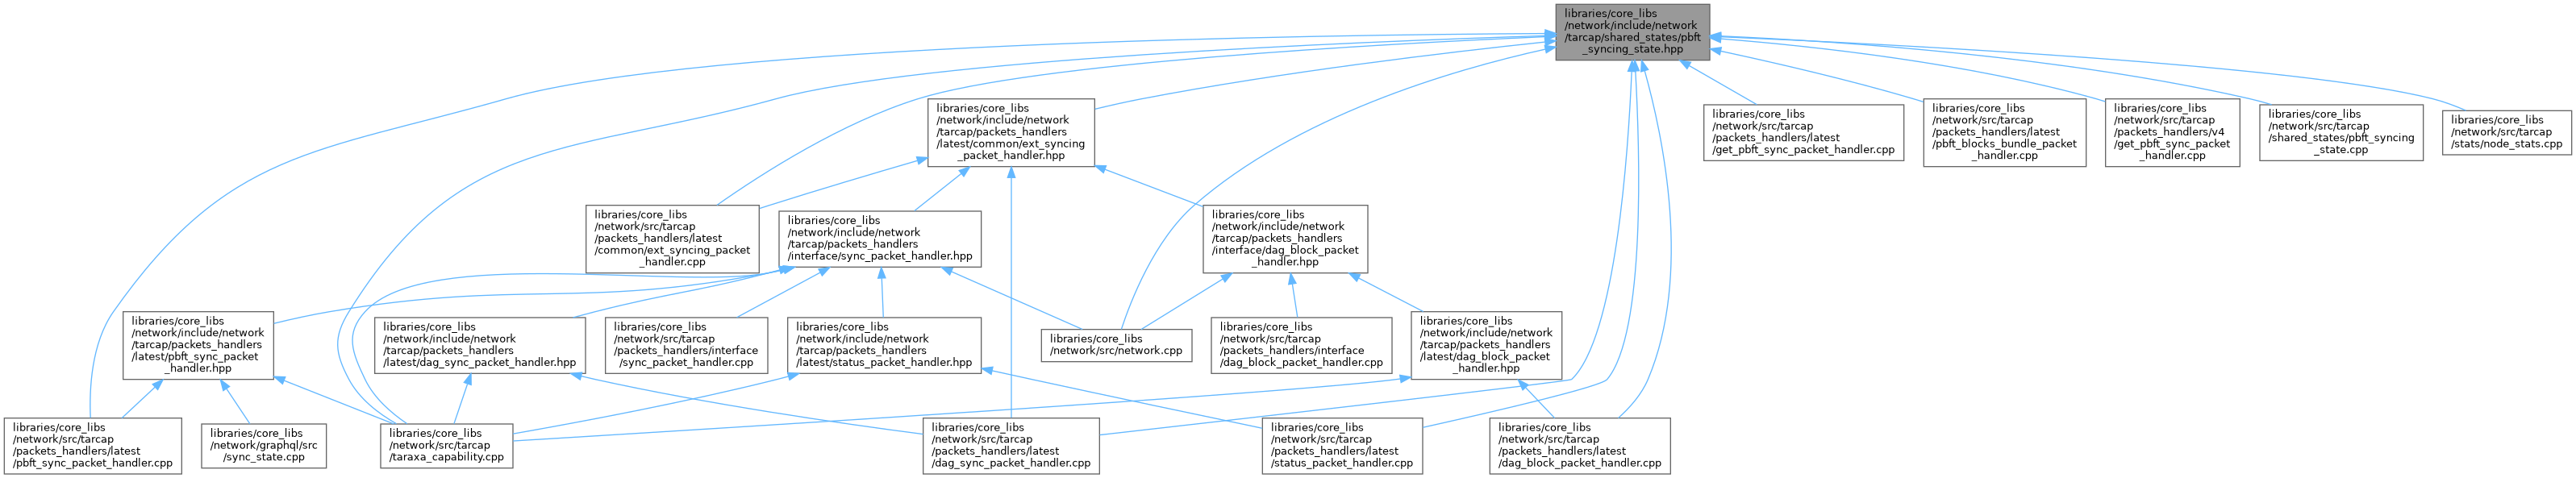 libraries/core_libs
/network/include/network
/tarcap/shared_states/pbft
_syncing_state.hpp
libraries/core_libs
/network/include/network
/tarcap/packets_handlers
/latest/common/ext_syncing
_packet_handler.hpp
libraries/core_libs
/network/src/tarcap
/packets_handlers/latest
/get_pbft_sync_packet_handler.cpp
libraries/core_libs
/network/src/tarcap
/packets_handlers/latest
/pbft_blocks_bundle_packet
_handler.cpp
libraries/core_libs
/network/src/tarcap
/packets_handlers/v4
/get_pbft_sync_packet
_handler.cpp
libraries/core_libs
/network/src/tarcap
/shared_states/pbft_syncing
_state.cpp
libraries/core_libs
/network/src/tarcap
/stats/node_stats.cpp
libraries/core_libs
/network/src/tarcap
/packets_handlers/latest
/common/ext_syncing_packet
_handler.cpp
libraries/core_libs
/network/include/network
/tarcap/packets_handlers
/interface/sync_packet_handler.hpp
libraries/core_libs
/network/include/network
/tarcap/packets_handlers
/interface/dag_block_packet
_handler.hpp
libraries/core_libs
/network/include/network
/tarcap/packets_handlers
/latest/pbft_sync_packet
_handler.hpp
libraries/core_libs
/network/include/network
/tarcap/packets_handlers
/latest/dag_sync_packet_handler.hpp
libraries/core_libs
/network/src/tarcap
/packets_handlers/interface
/sync_packet_handler.cpp
libraries/core_libs
/network/include/network
/tarcap/packets_handlers
/latest/status_packet_handler.hpp
libraries/core_libs
/network/src/network.cpp
libraries/core_libs
/network/src/tarcap
/packets_handlers/interface
/dag_block_packet_handler.cpp
libraries/core_libs
/network/include/network
/tarcap/packets_handlers
/latest/dag_block_packet
_handler.hpp
libraries/core_libs
/network/src/tarcap
/packets_handlers/latest
/pbft_sync_packet_handler.cpp
libraries/core_libs
/network/graphql/src
/sync_state.cpp
libraries/core_libs
/network/src/tarcap
/taraxa_capability.cpp
libraries/core_libs
/network/src/tarcap
/packets_handlers/latest
/dag_sync_packet_handler.cpp
libraries/core_libs
/network/src/tarcap
/packets_handlers/latest
/status_packet_handler.cpp
libraries/core_libs
/network/src/tarcap
/packets_handlers/latest
/dag_block_packet_handler.cpp